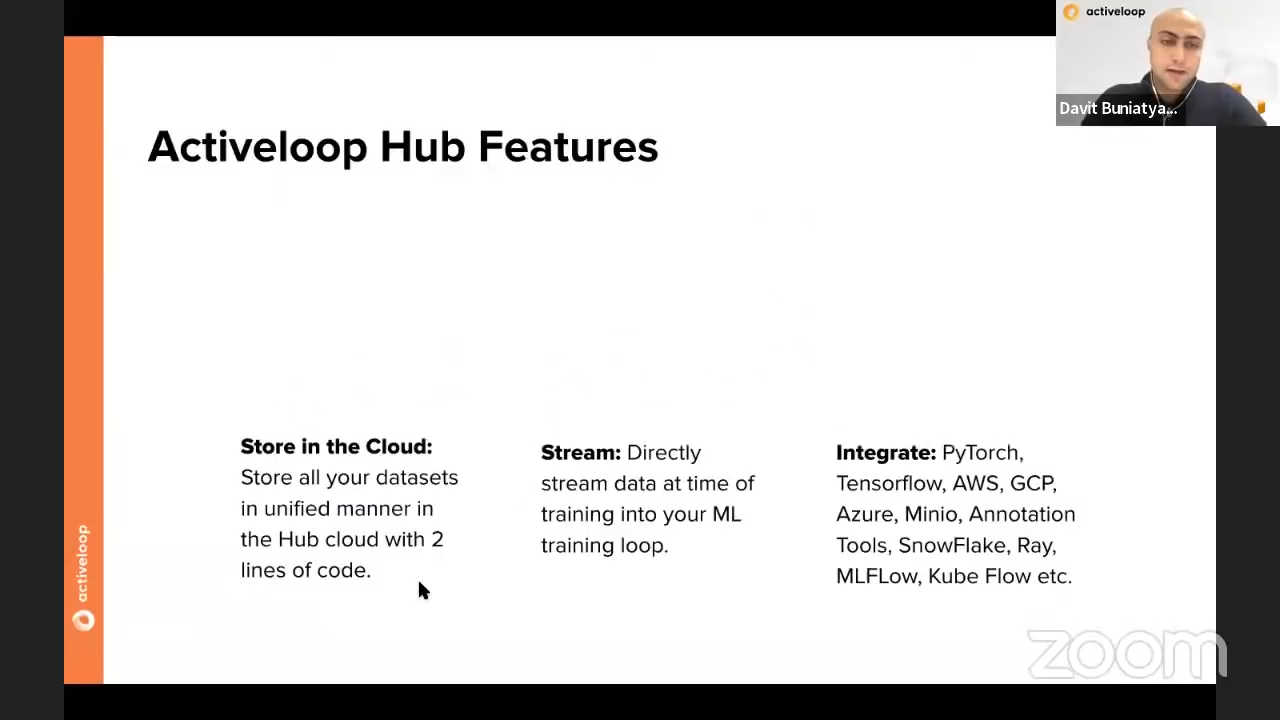 activeloop
Davit Buniatya...
Activeloop Hub Features
Store in the Cloud:
Store all your datasets
in unified manner in
the Hub cloud with 2
lines of code.
Stream: Directly
stream data at time of
training into your ML
training loop.
Integrate: PyTorch,
Tensorflow, AWS, GCP,
Azure, Minio, Annotation
Tools, SnowFlake, Ray,
MLFLow, Kube Flow etc.
activeloop
zoom